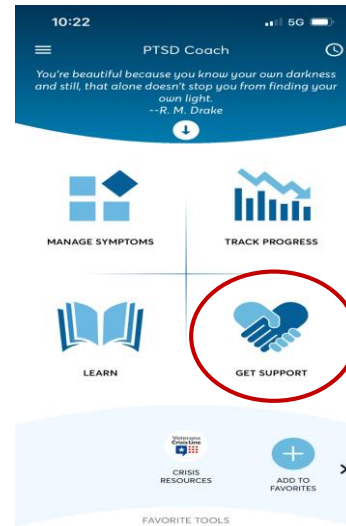 10:22
5G
PTSD Coach
You're beautiful because you know your own darkness
and still, that alone doesn't stop you from finding your
own light.
--R. M. Drake
MANAGE SYMPTOMS
TRACK PROGRESS
LEARN
GET SUPPORT
Veterans
Crisis Line
CRISIS
RESOURCES
ADD TO
FAVORITES
FAVORITE TOOLS